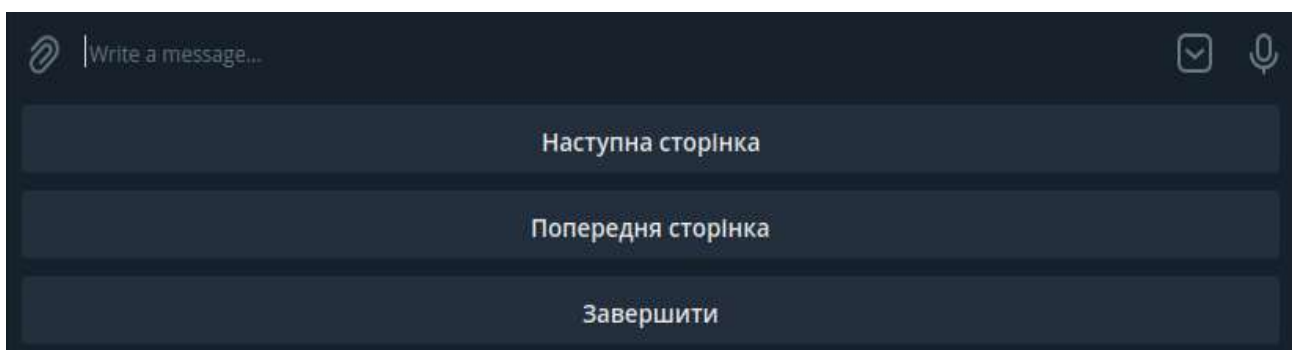 Write a message...
Наступна сторінка
Попередня сторінка
Завершити